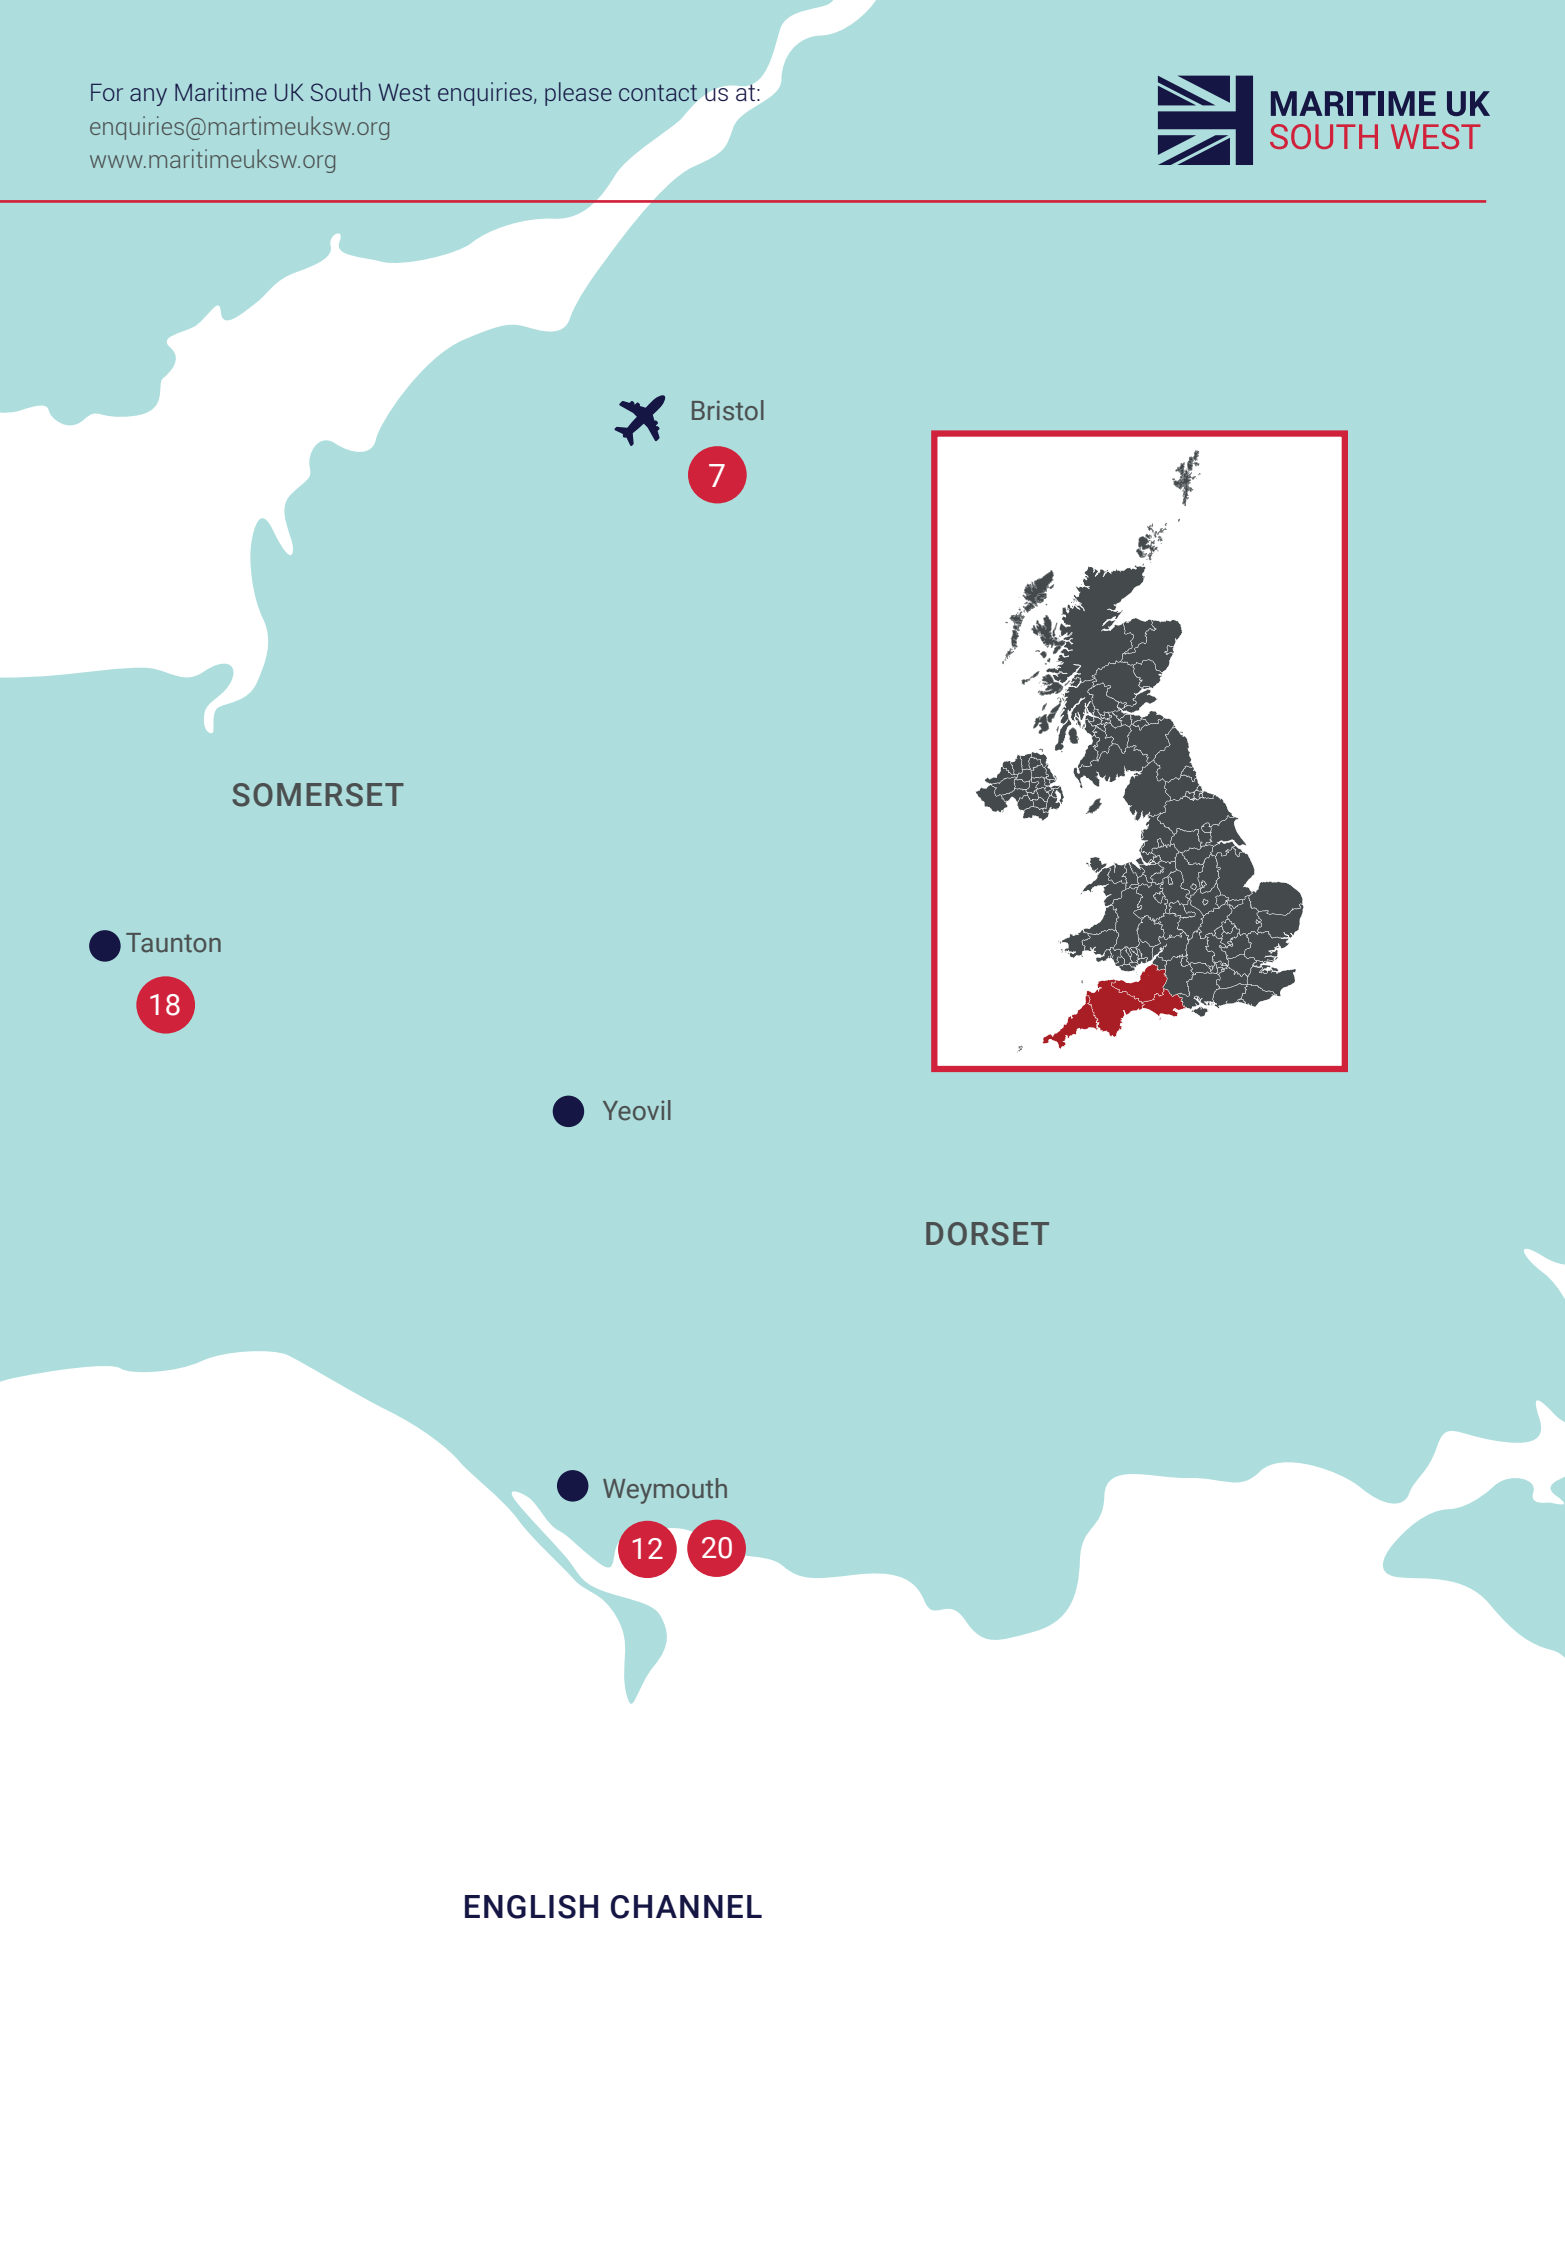 For any Maritime UK South West enquiries, please contact us at:
enquiries@martimeuksw.org
www.maritimeuksw.org
MARITIME UK
SOUTH WEST
Bristol
7
SOMERSET
Taunton
18
Yeovil
DORSET
Weymouth
12 20
ENGLISH CHANNEL